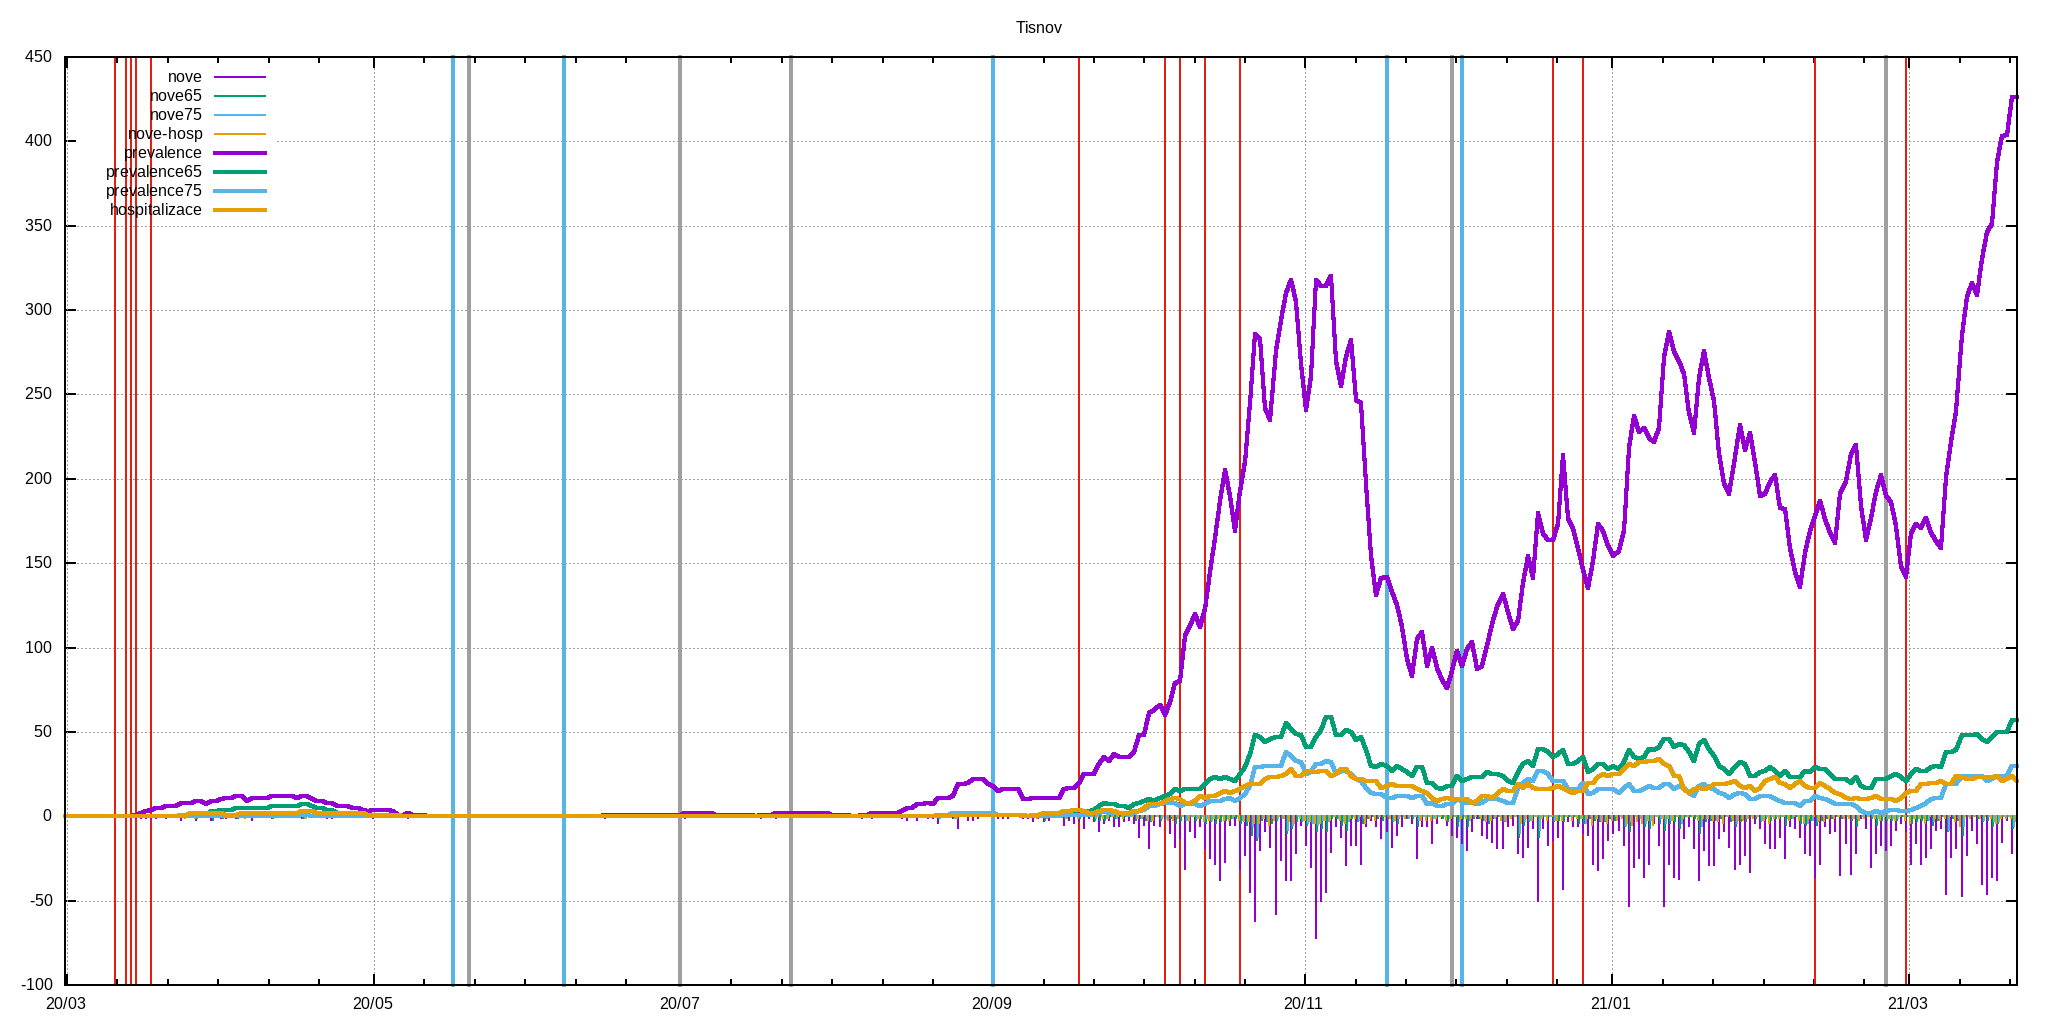 Tisnov
450
400
350
300
250
200
150
100
50
0
-50
-100
nove
nove65
nove75
nove-hosp
prevalence
prevalence65
prevalence75
hospitalizace
20/03 20/05 20/07 20/09 20/11 21/01 21/03